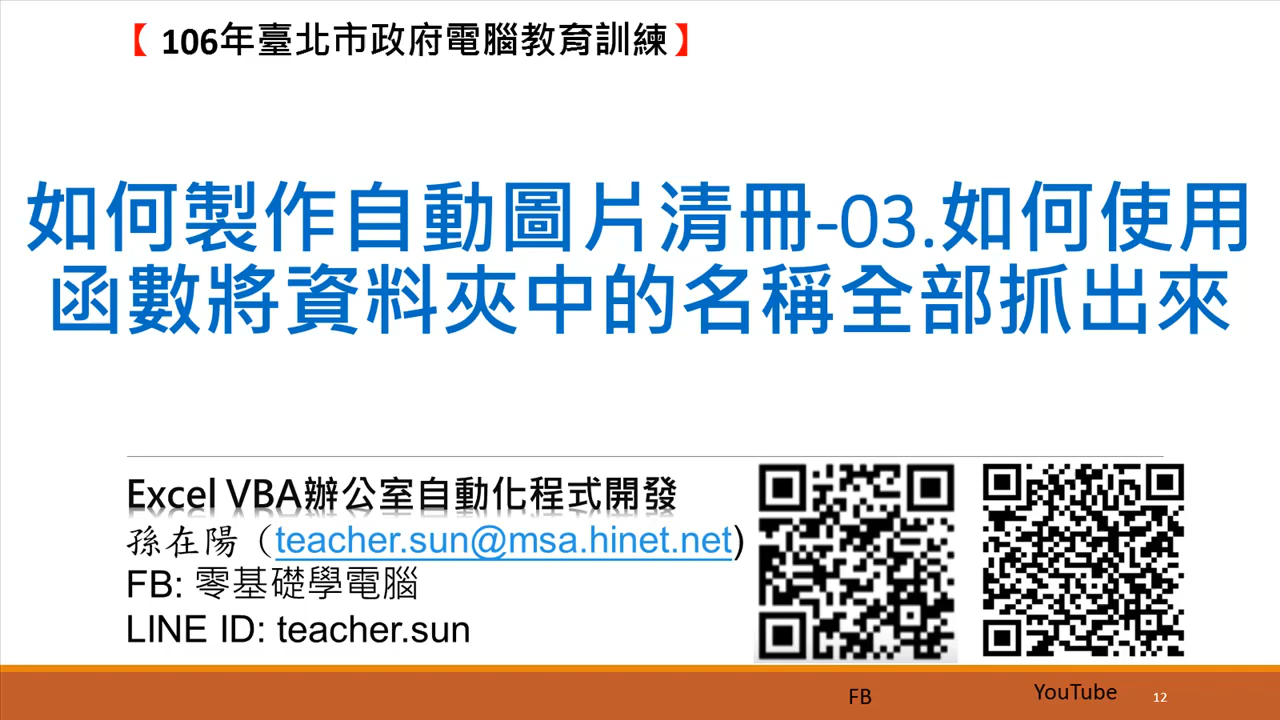 【 106年臺北市政府電腦教育訓練】
如何製作自動圖片清冊-03.如何使用
函數將資料夾中的名稱全部抓出來
Excel VBA辦公室自動化程式開發
孫在陽（teacher.sun@msa.hinet.net)
FB: 零基礎學電腦
LINE ID: teacher.sun
FB
YouTube
12